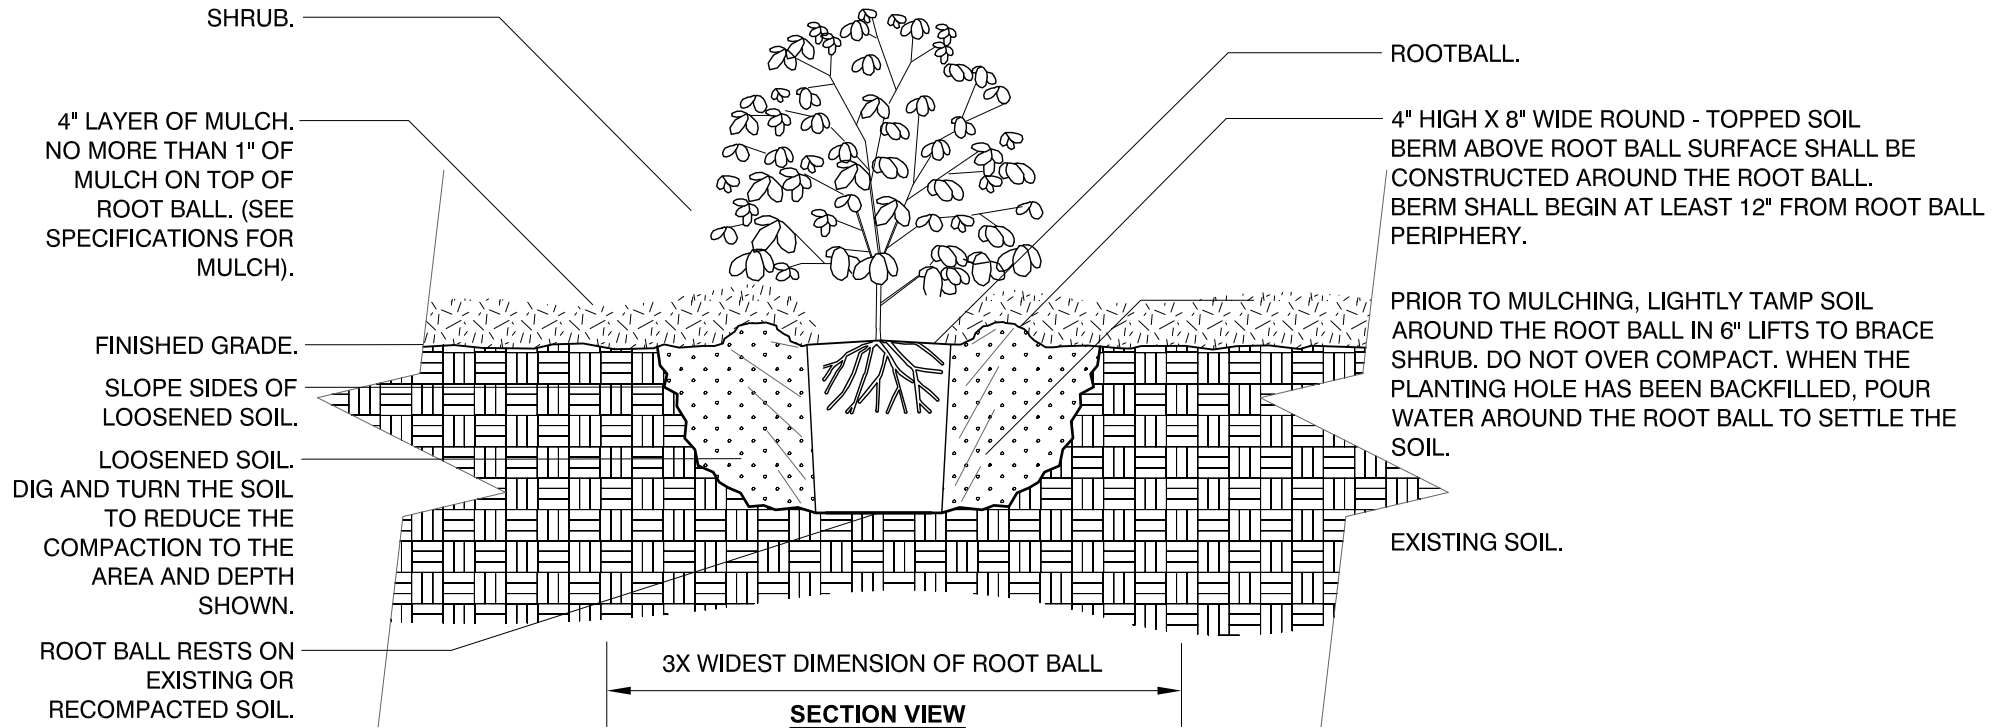 SHRUB.
4" LAYER OF MULCH.
NO MORE THAN 1" OF
MULCH ON TOP OF
ROOT BALL. (SEE
SPECIFICATIONS FOR
MULCH).
FINISHED GRADE.
SLOPE SIDES OF
LOOSENED SOIL.
LOOSENED SOIL.
DIG AND TURN THE SOIL
TO REDUCE THE
COMPACTION TO THE
AREA AND DEPTH
SHOWN.
ROOT BALL RESTS ON
EXISTING OR
RECOMPACTED SOIL.
ROOTBALL.
4" HIGH X 8" WIDE ROUND - TOPPED SOIL
BERM ABOVE ROOT BALL SURFACE SHALL BE
CONSTRUCTED AROUND THE ROOT BALL.
BERM SHALL BEGIN AT LEAST 12" FROM ROOT BALL
PERIPHERY.
PRIOR TO MULCHING, LIGHTLY TAMP SOIL
AROUND THE ROOT BALL IN 6" LIFTS TO BRACE
SHRUB. DO NOT OVER COMPACT. WHEN THE
PLANTING HOLE HAS BEEN BACKFILLED, POUR
WATER AROUND THE ROOT BALL TO SETTLE THE
SOIL.
EXISTING SOIL.
3X WIDEST DIMENSION OF ROOT BALL
SECTION VIEW